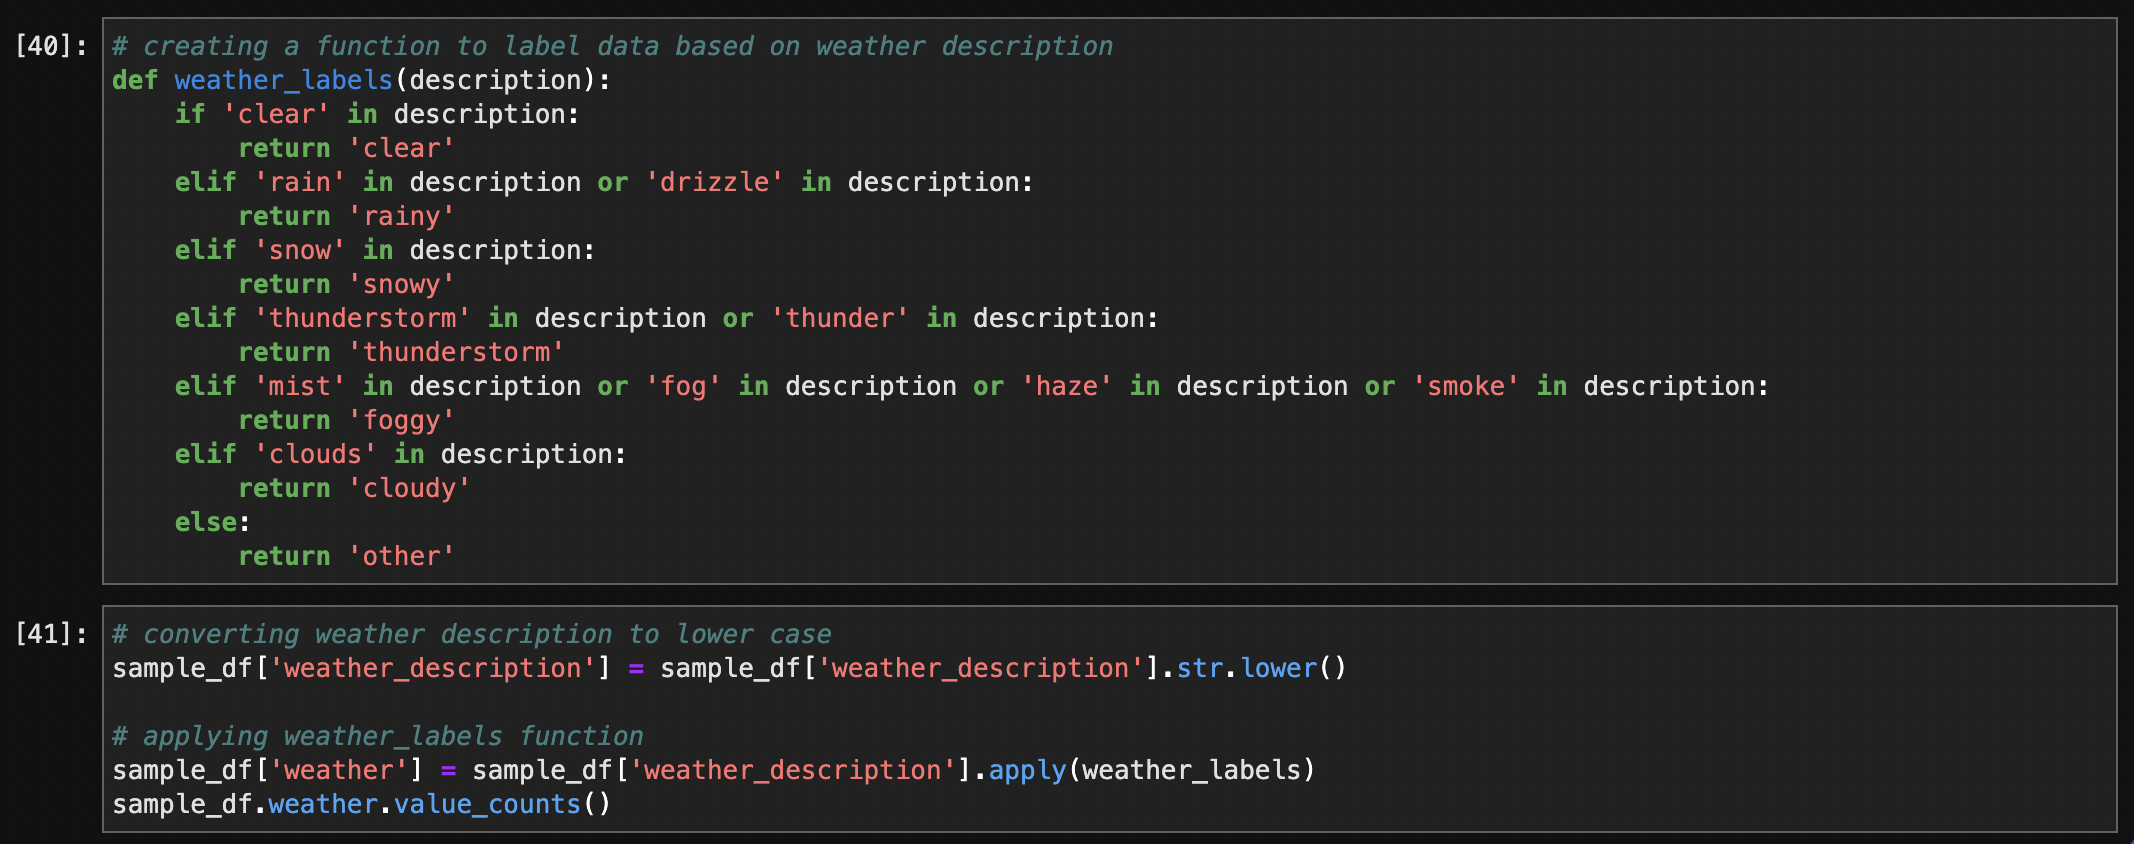 [40]: # creating a function to label data based on weather description
def weather_labels(description):
    if 'clear' in description:
        return 'clear'
    elif 'rain' in description or 'drizzle' in description:
        return 'rainy'
    elif 'snow' in description:
        return 'snowy'
    elif 'thunderstorm' in description or 'thunder' in description:
        return 'thunderstorm'
    elif 'mist' in description or 'fog' in description or 'haze' in description or 'smoke' in description:
        return 'foggy'
    elif 'clouds' in description:
        return 'cloudy'
    else:
        return 'other'
[41]: # converting weather description to lower case
sample_df['weather_description'] = sample_df['weather_description'].str.lower()

# applying weather_labels function
sample_df['weather'] = sample_df['weather_description'].apply(weather_labels)
sample_df.weather.value_counts()